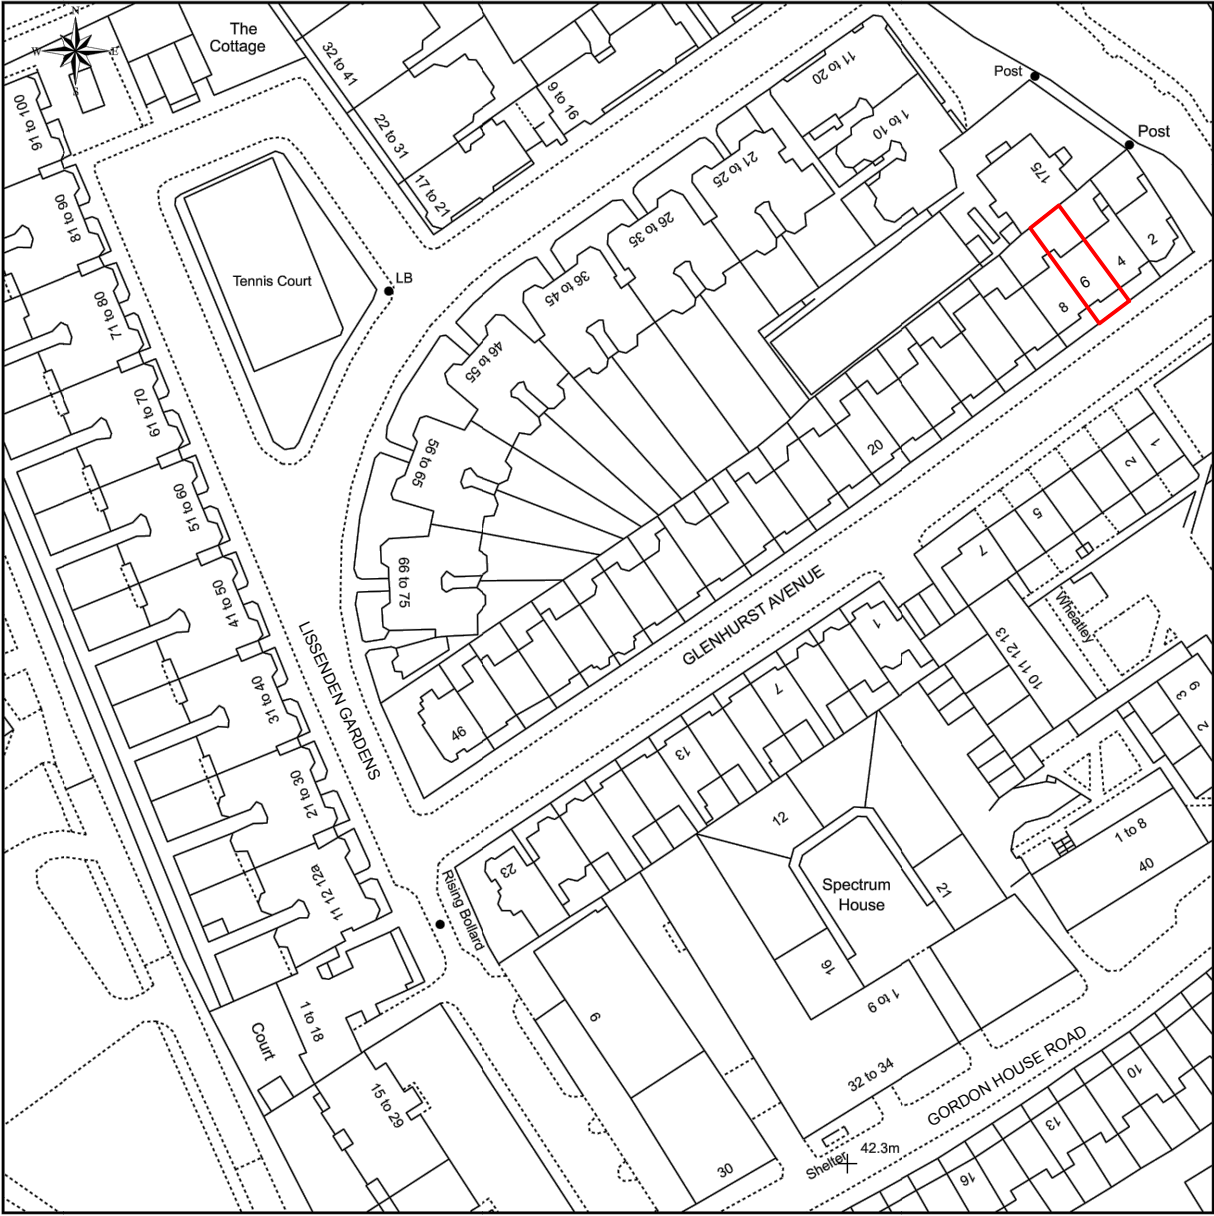 N
W
E
S
The
Cottage
32 to 41
22 to 31
17 to 21
9 to 16
11 to 20
1 to 10
Post
Post
175
91 to 100
81 to 90
71 to 80
61 to 70
51 to 60
41 to 50
31 to 40
21 to 30
11 12 12a
Tennis Court
LB
21 to 25
26 to 35
36 to 45
46 to 55
56 to 65
66 to 75
2
4
6
8
20
46
LISSENDEN GARDENS
GLENHURST AVENUE
1
2
5
7
Wheatley
10 11 12 13
1
7
13
23
Rising Bollard
12
Spectrum
House
21
16
1 to 9
32 to 34
6
3
2
1 to 8
40
Court
1 to 18
15 to 29
6
30
GORDON HOUSE ROAD
Shelter
42.3m
10
13
16